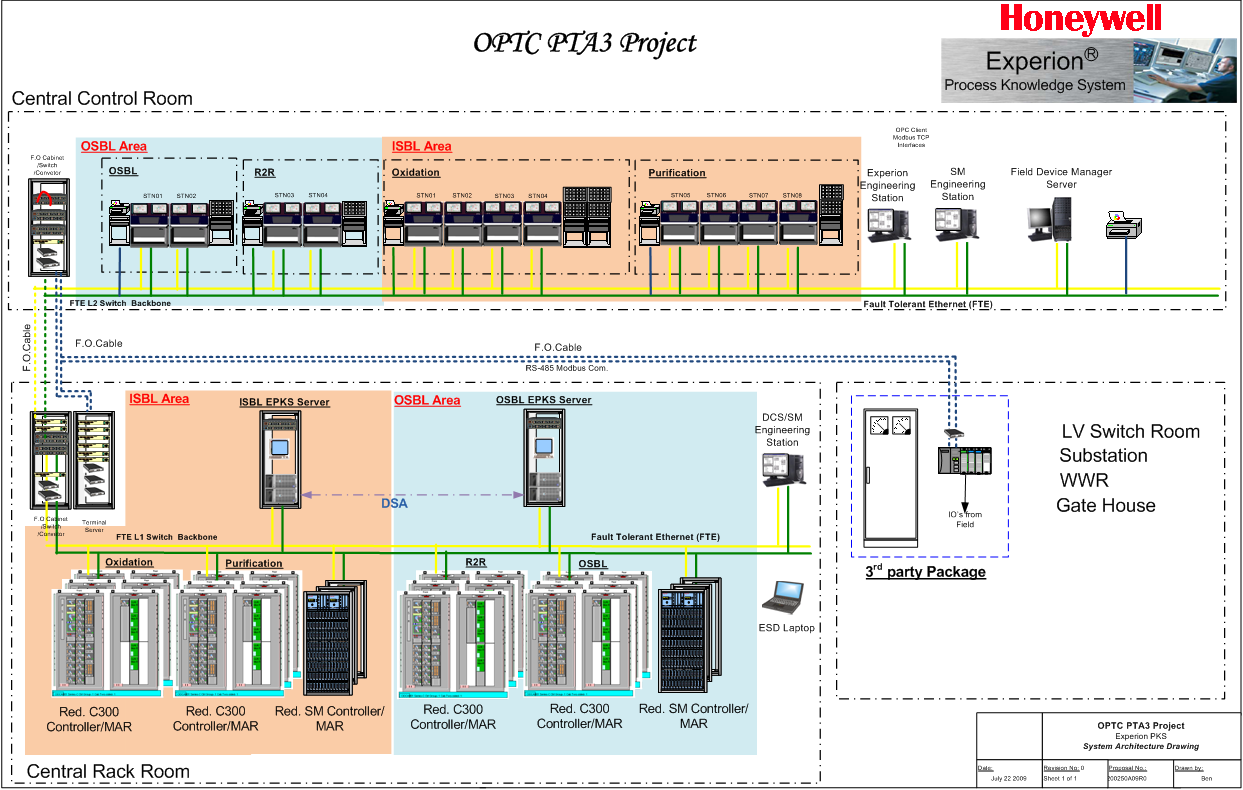 Honeywell
OPTC PTA3 Project
Experion®
Process Knowledge System
Central Control Room
F.O Cabinet
/Switch
/Convetor
OSBL Area
ISBL Area
OSBL
R2R
Oxidation
Purification
STN01 STN02
STN03 STN04
STN01 STN02 STN03 STN04
STN05 STN06 STN07 STN08
OPC Client
Modbus TCP
Interfaces
Experion
Engineering
Station
SM
Engineering
Station
Field Device Manager
Server
FTE L2 Switch Backbone
Fault Tolerant Ethernet (FTE)
F.O.Cable
F.O.Cable
F.O.Cable
RS-485 Modbus Com.
ISBL Area
ISBL EPKS Server
OSBL Area
OSBL EPKS Server
DCS/SM
Engineering
Station
DSA
F.O Cabinet
/Switch
/Convetor
Terminal
Server
FTE L1 Switch Backbone
Fault Tolerant Ethernet (FTE)
Oxidation
Purification
R2R
OSBL
ESD Laptop
Red. C300
Controller/MAR
Red. C300
Controller/MAR
Red. SM Controller/
MAR
Red. C300
Controller/MAR
Red. C300
Controller/MAR
Red. SM Controller/
MAR
Central Rack Room
IO's from
Field
3rd party Package
LV Switch Room
Substation
WWR
Gate House
OPTC PTA3 Project
Experion PKS
System Architecture Drawing
Date:
July 22 2009
Revision No: 0
Sheet 1 of 1
Proposal No.:
200250A09R0
Drawn by:
Ben